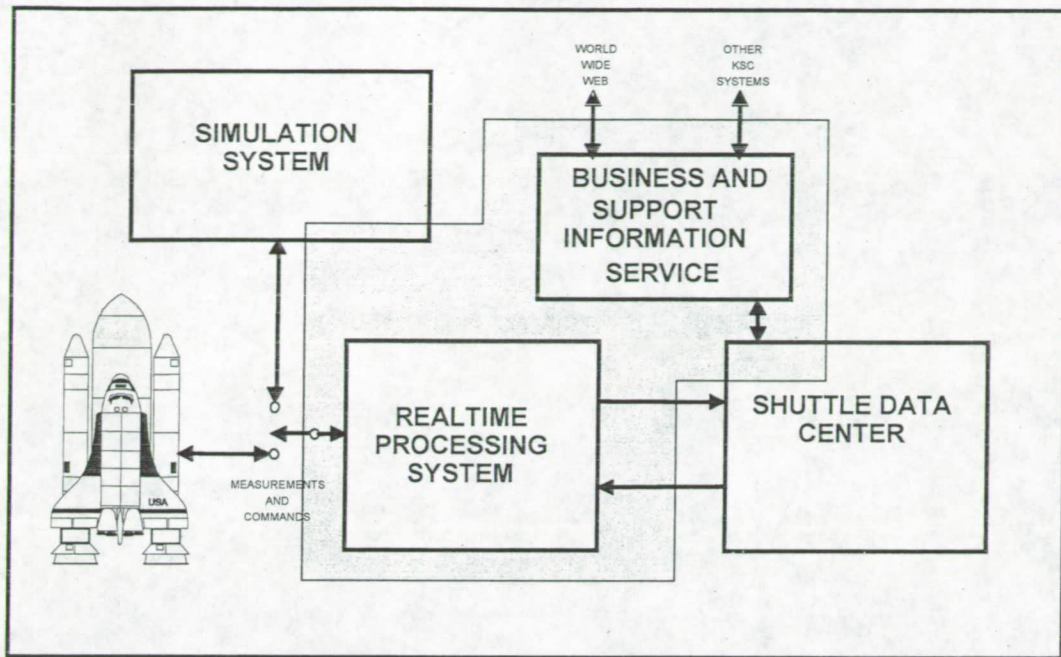 WORLD
WIDE
WEB
OTHER
KSC
SYSTEMS
SIMULATION
SYSTEM
BUSINESS AND
SUPPORT
INFORMATION
SERVICE
REALTIME
PROCESSING
SYSTEM
SHUTTLE DATA
CENTER
MEASUREMENTS
AND
COMMANDS
USA